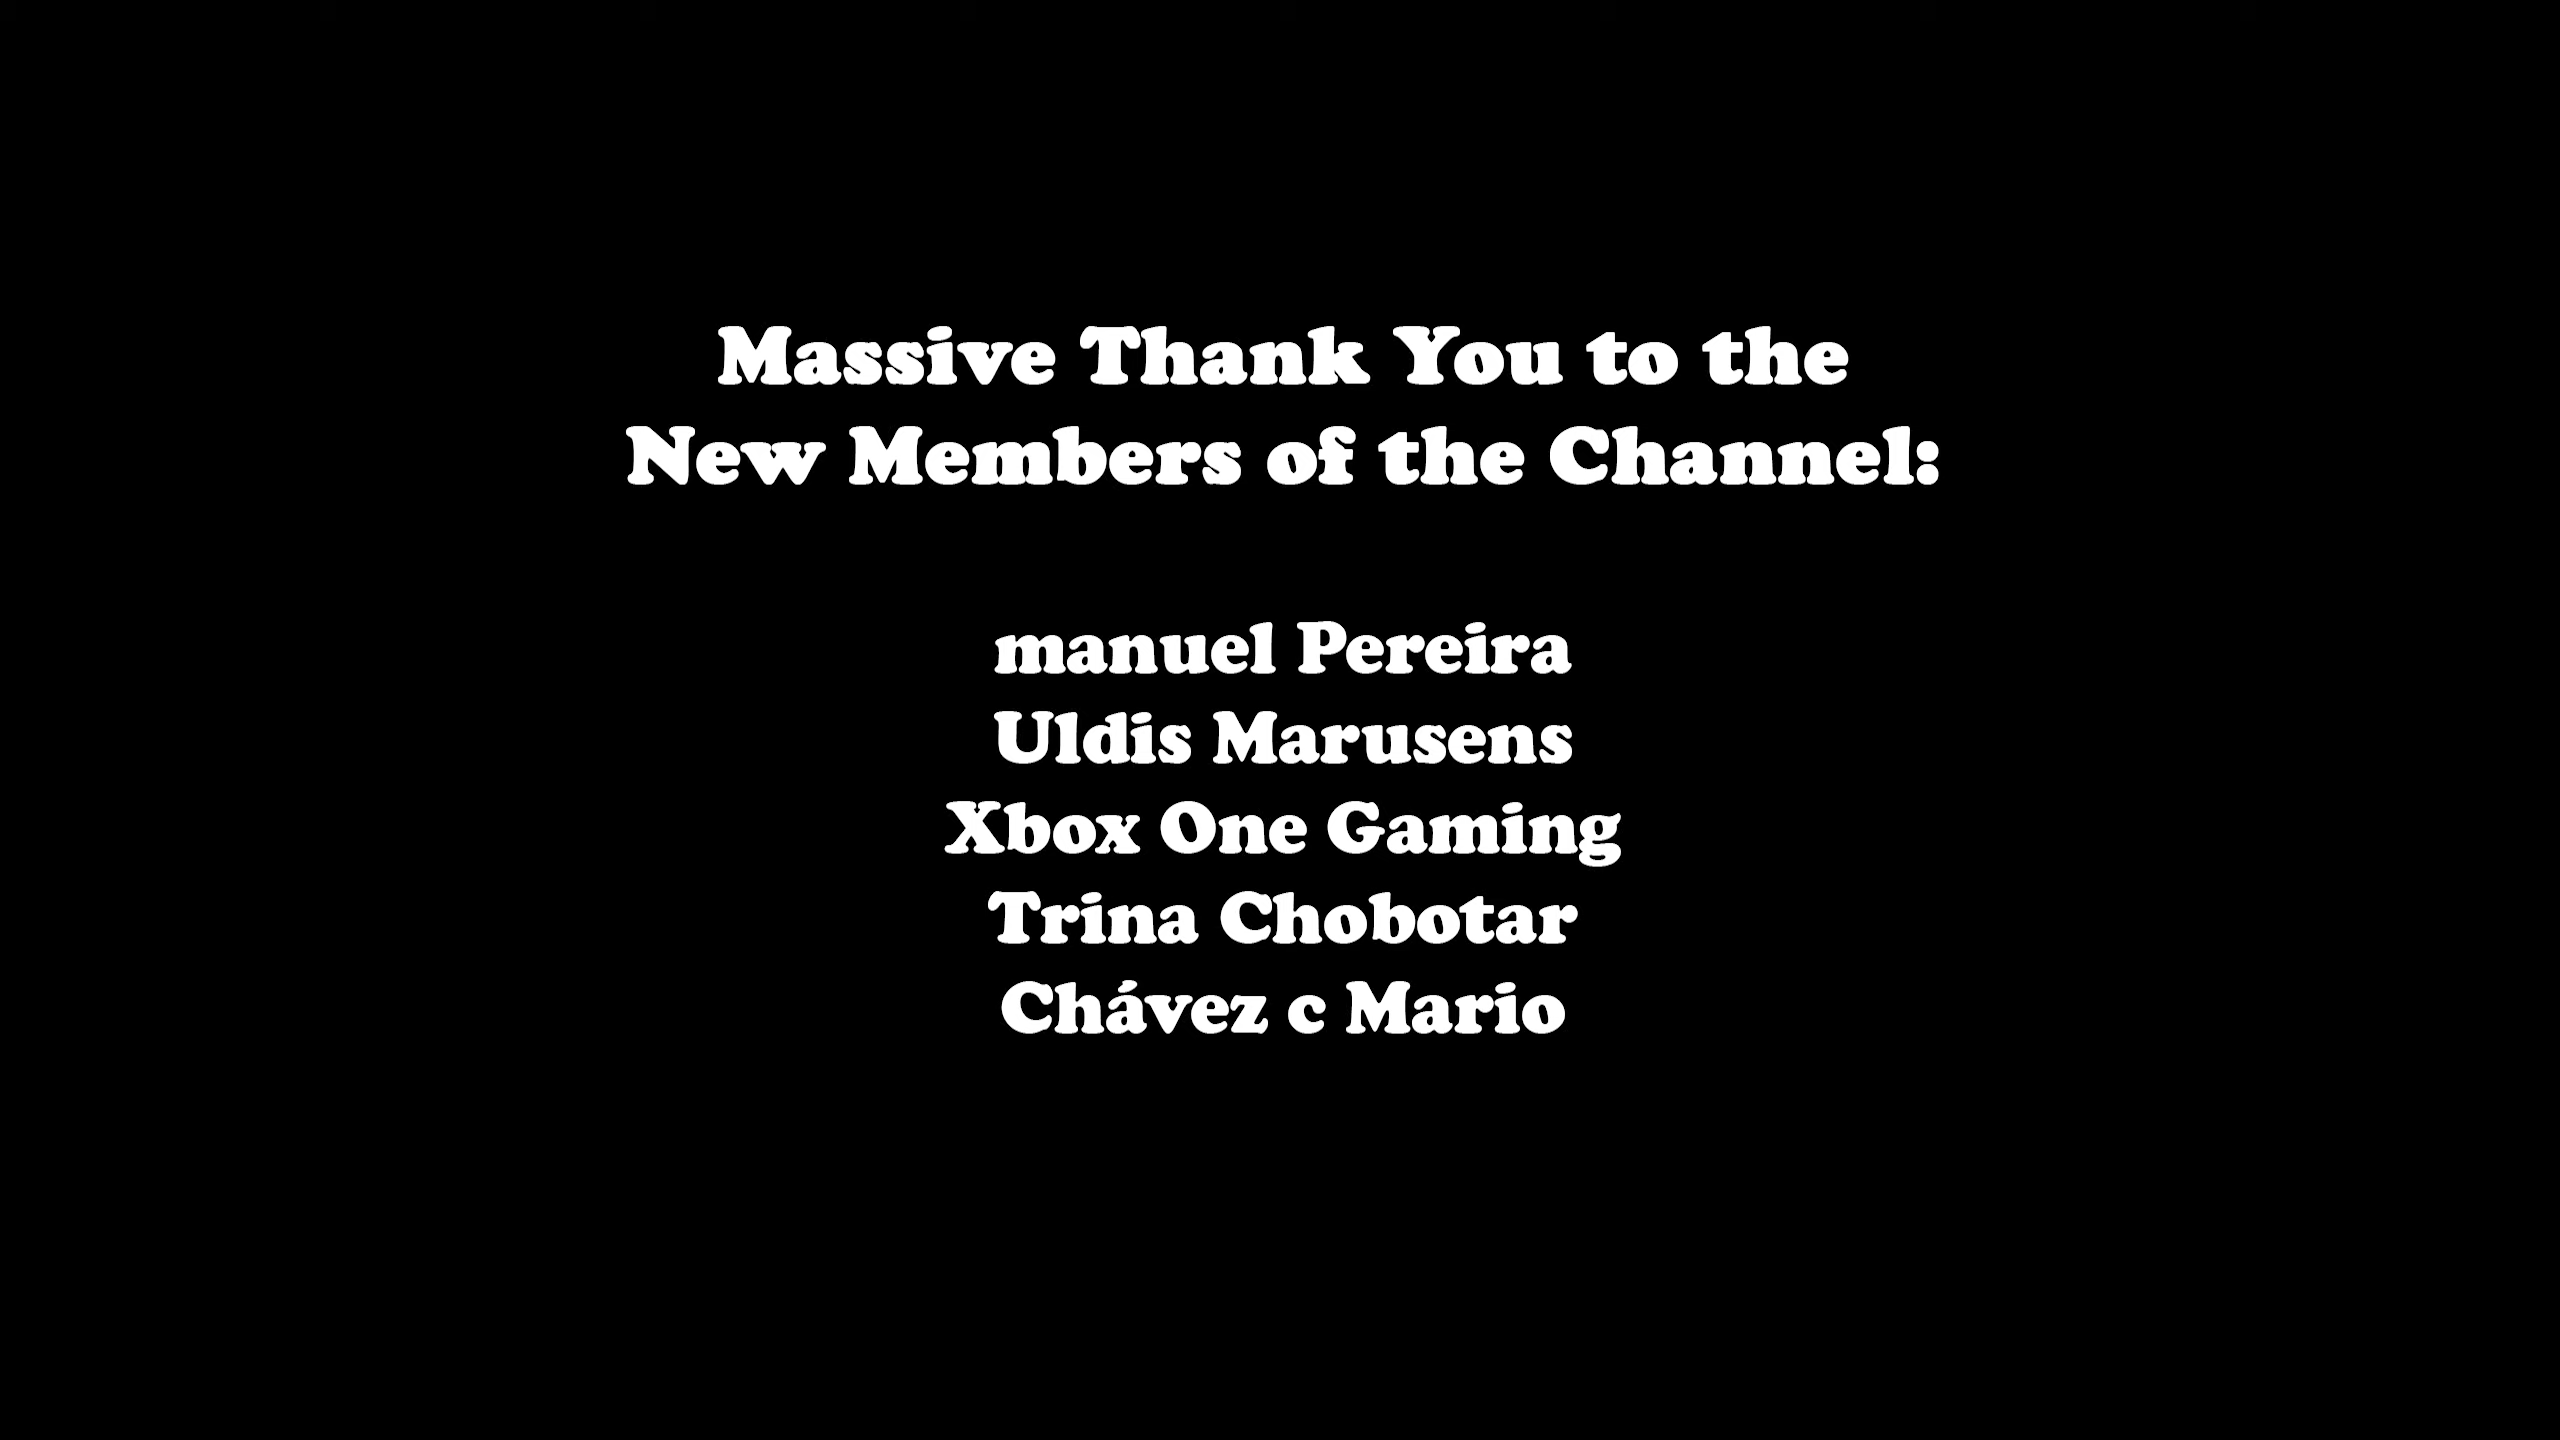 Massive Thank You to the
New Members of the Channel:
manuel Pereira
Uldis Marusens
Xbox One Gaming
Trina Chobotar
Chávez c Mario